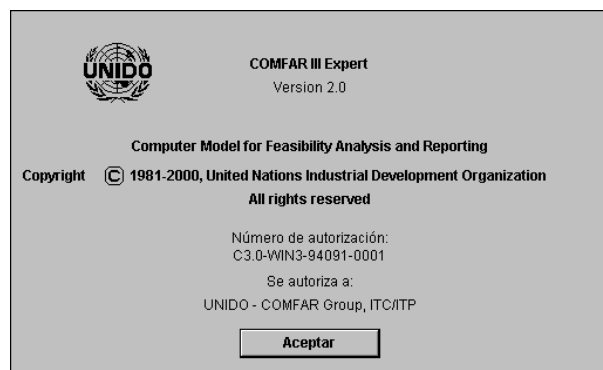 UNIDO
COMFAR III Expert
Version 2.0
Computer Model for Feasibility Analysis and Reporting
Copyright © 1981-2000, United Nations Industrial Development Organization
All rights reserved
Número de autorización:
C3.0-WIN3-94091-0001
Se autoriza a:
UNIDO - COMFAR Group, ITC/ITP
Aceptar